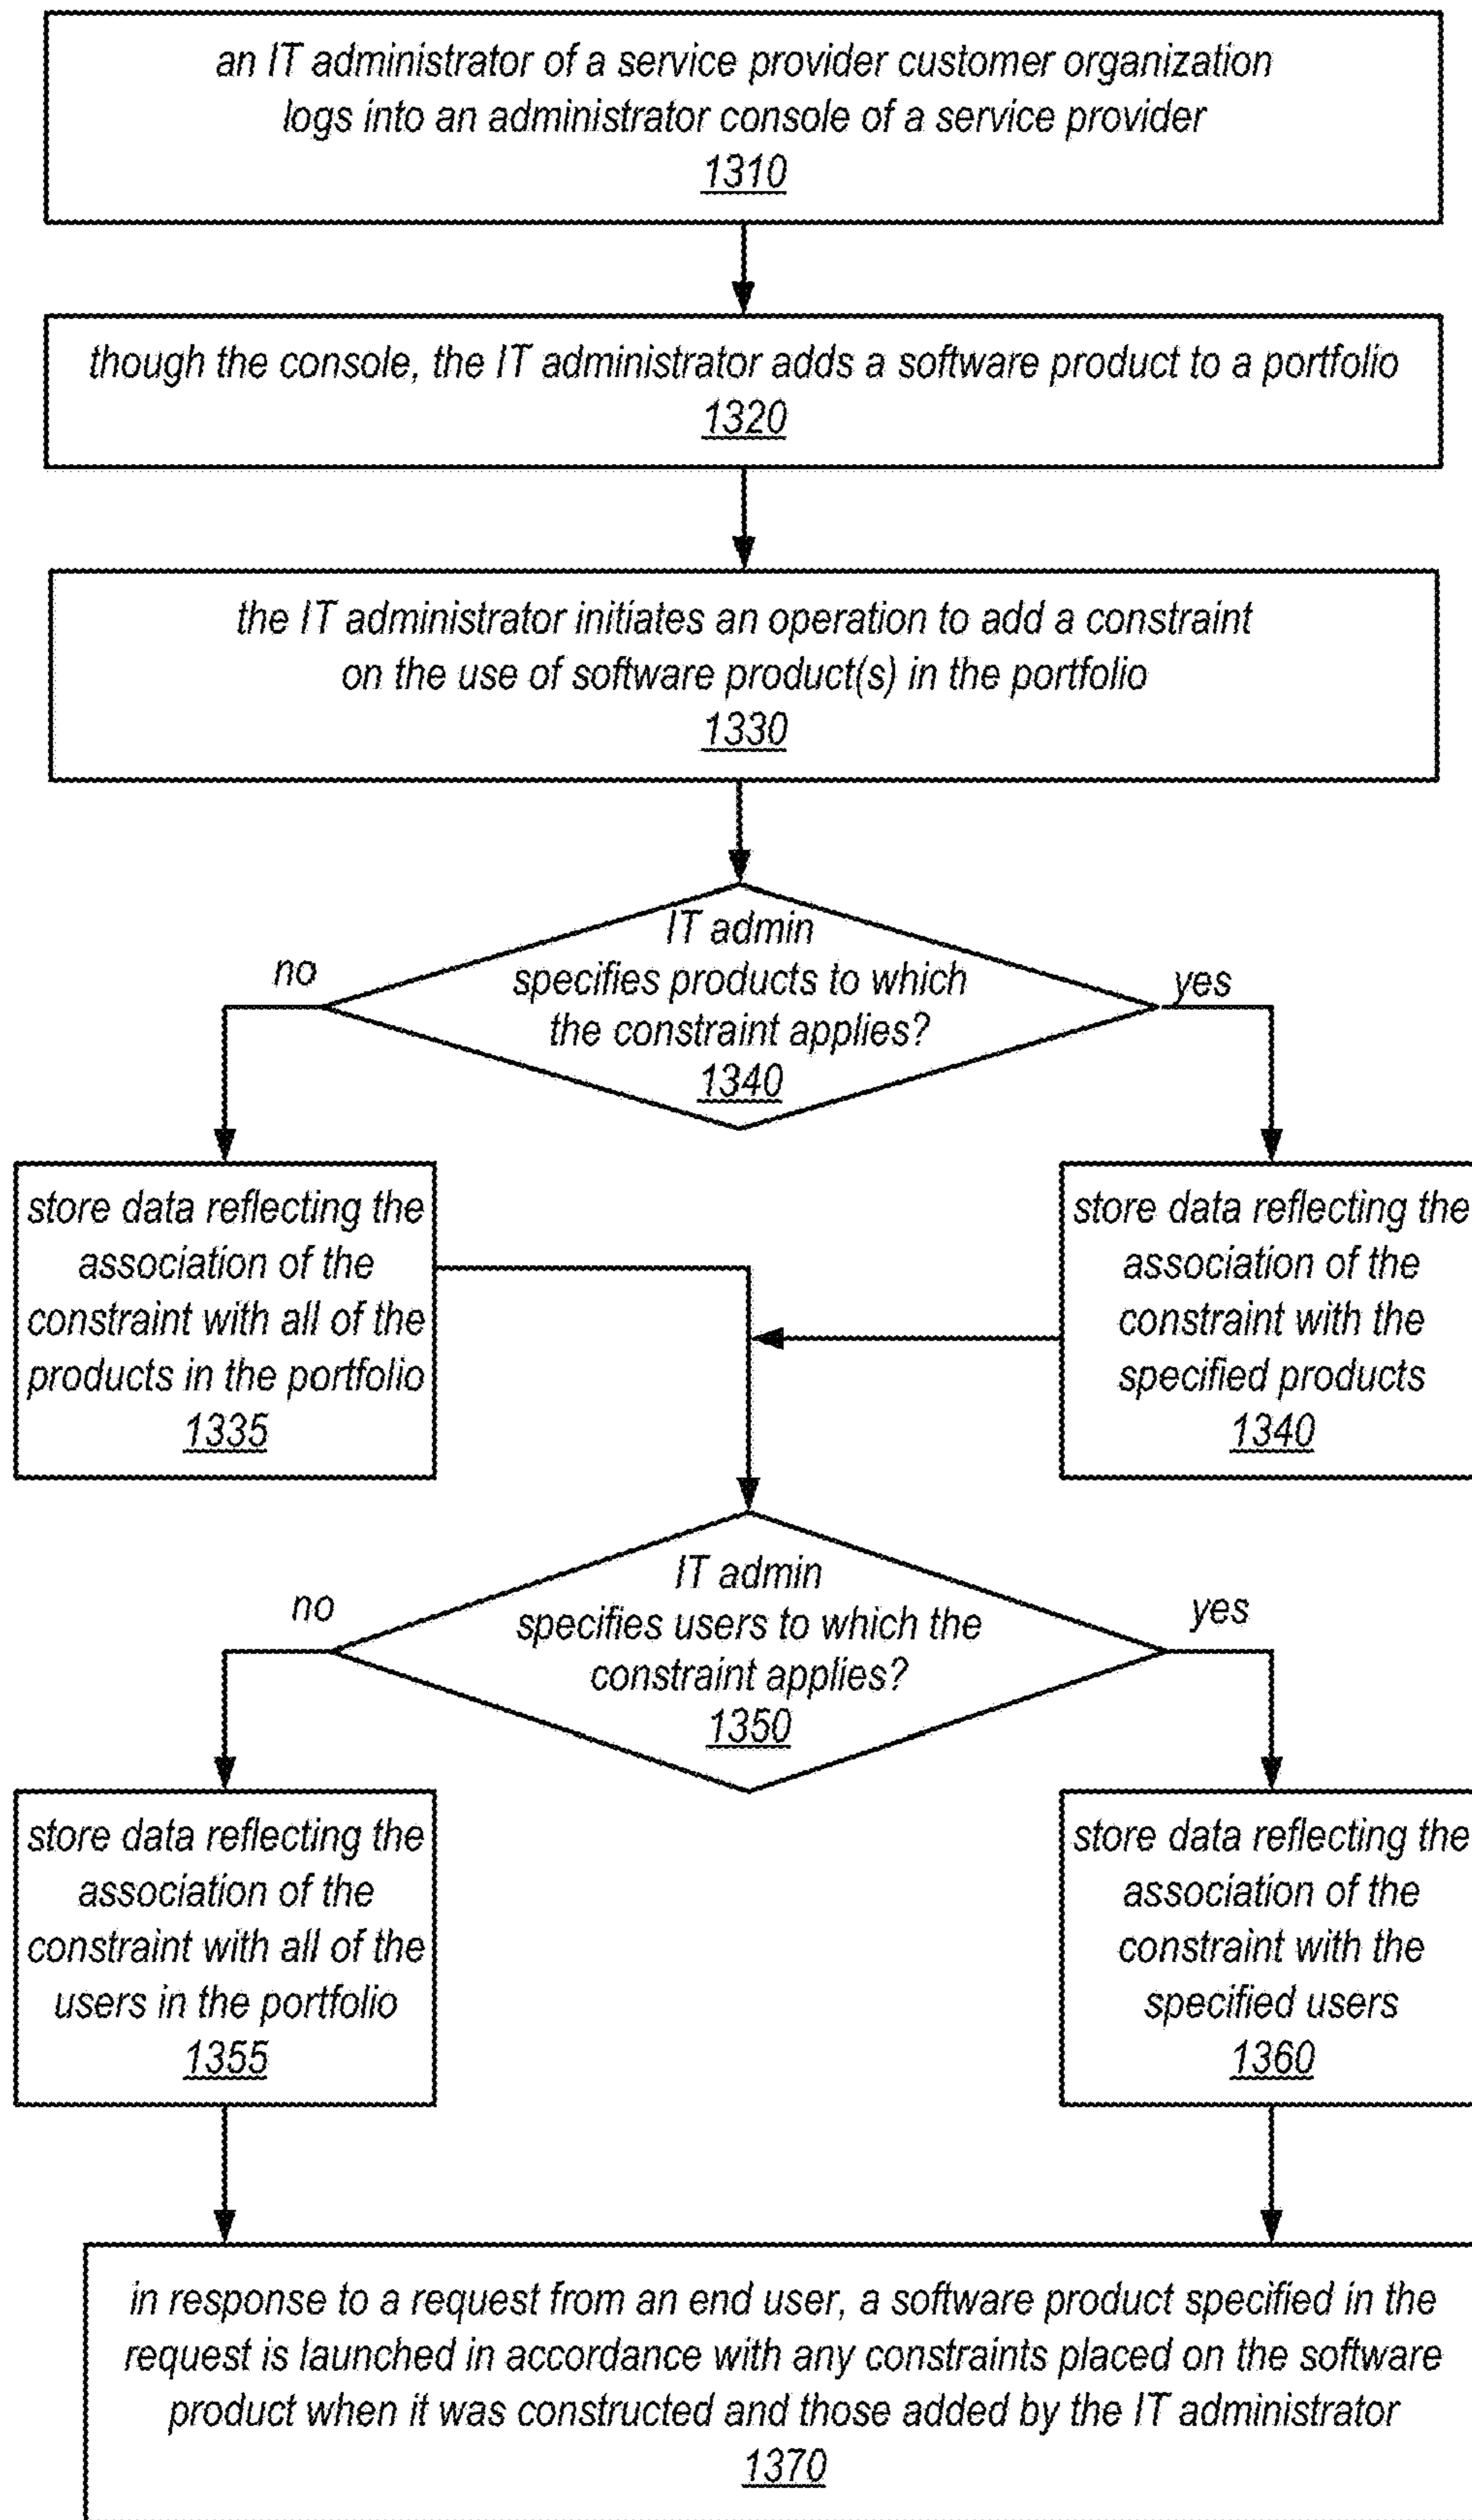 an IT administrator of a service provider customer organization
logs into an administrator console of a service provider
1310
though the console, the IT administrator adds a software product to a portfolio
1320
the IT administrator initiates an operation to add a constraint
on the use of software product(s) in the portfolio
1330
IT admin
specifies products to which
the constraint applies?
1340
no
yes
store data reflecting the
association of the
constraint with all of the
products in the portfolio
1335
store data reflecting the
association of the
constraint with the
specified products
1340
IT admin
specifies users to which the
constraint applies?
1350
no
yes
store data reflecting the
association of the
constraint with all of the
users in the portfolio
1355
store data reflecting the
association of the
constraint with the
specified users
1360
in response to a request from an end user, a software product specified in the
request is launched in accordance with any constraints placed on the software
product when it was constructed and those added by the IT administrator
1370